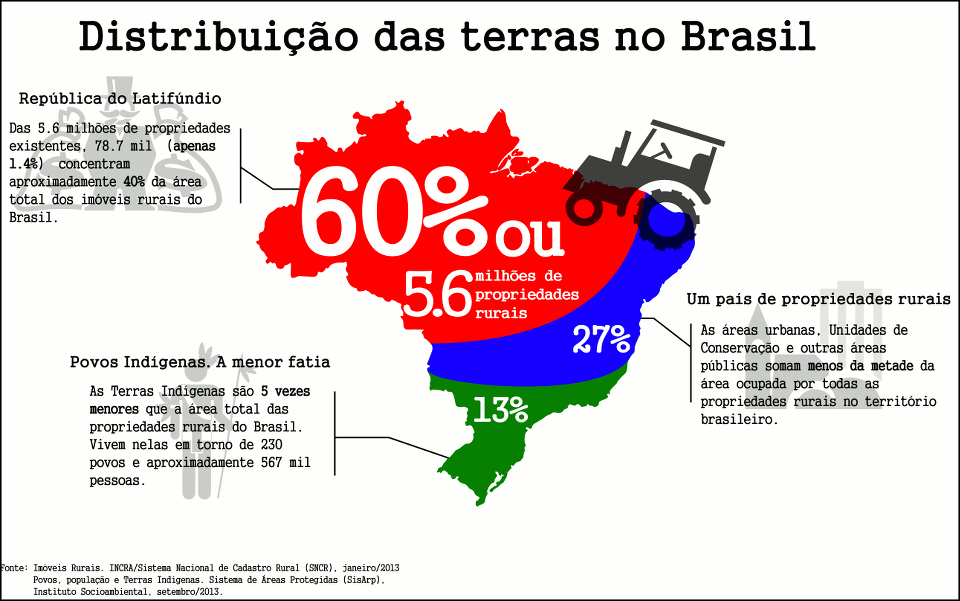 Distribuição das terras no Brasil
República do Latifúndio
Das 5.6 milhões de propriedades
existentes, 78.7 mil (apenas
1.4%) concentram
aproximadamente 40% da área
total dos imóveis rurais do
Brasil.
60% ou
5.6 milhões de
propriedades
rurais
27%
13%
Um país de propriedades rurais
As áreas urbanas, Unidades de
Conservação e outras áreas
públicas somam menos da metade da
área ocupada por todas as
propriedades rurais no território
brasileiro.
Povos Indígenas. A menor fatia
As Terras Indígenas são 5 vezes
menores que a área total das
propriedades rurais do Brasil.
Vivem nelas em torno de 230
povos e aproximadamente 567 mil
pessoas.
Fonte: Imóveis Rurais. INCRA/Sistema Nacional de Cadastro Rural (SNCR), janeiro/2013
Povos, população e Terras Indigenas. Sistema de Áreas Protegidas (SisArp),
Instituto Socioambiental, setembro/2013.